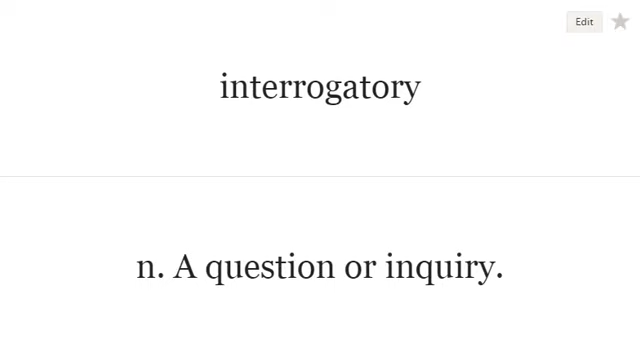 Edit
interrogatory
n. A question or inquiry.